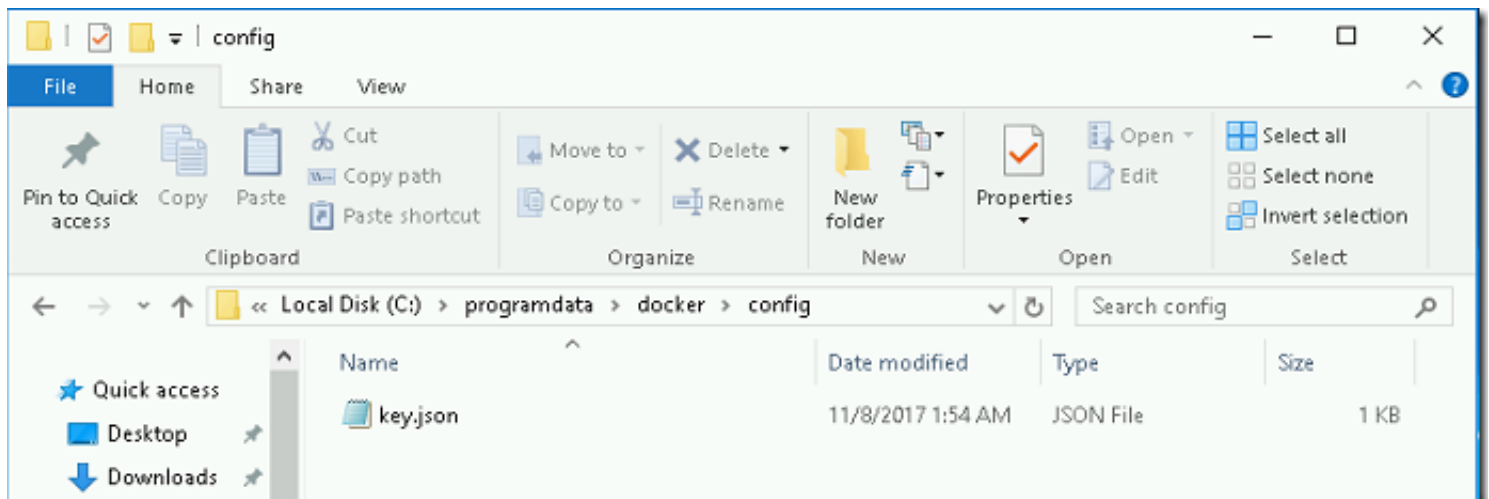 config
File Home Share View
Pin to Quick access
Copy
Paste
Cut
Copy path
Paste shortcut
Clipboard
Move to
Copy to
Delete
Rename
Organize
New folder
New
Properties
Open
Edit
Open
Select all
Select none
Invert selection
Select
« Local Disk (C:) > programdata > docker > config
Search config
Quick access
Desktop
Downloads
Name Date modified Type Size
key.json 11/8/2017 1:54 AM JSON File 1 KB